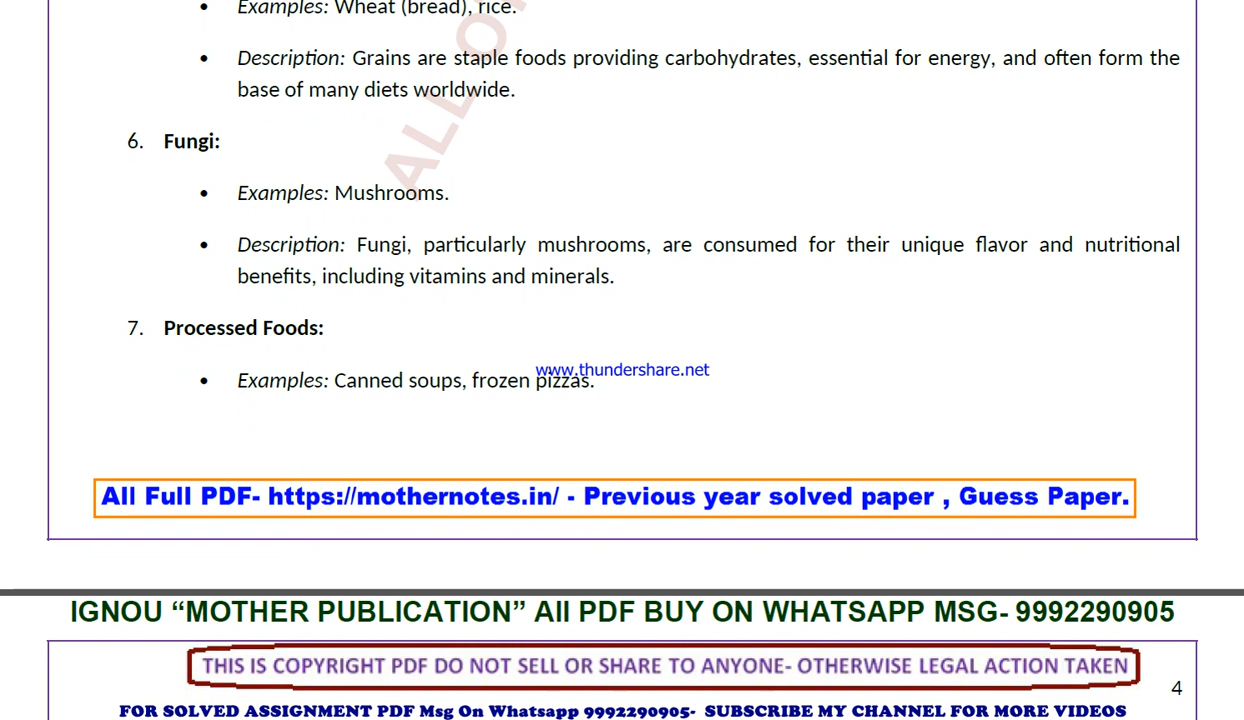 • Examples: Wheat (bread), rice.
• Description: Grains are staple foods providing carbohydrates, essential for energy, and often form the
base of many diets worldwide.
6. Fungi:
• Examples: Mushrooms.
• Description: Fungi, particularly mushrooms, are consumed for their unique flavor and nutritional
benefits, including vitamins and minerals.
7. Processed Foods:
www.thundershare.net
• Examples: Canned soups, frozen pizzas.
All Full PDF- https://mothernotes.in/ - Previous year solved paper , Guess Paper.
IGNOU “MOTHER PUBLICATION” All PDF BUY ON WHATSAPP MSG- 9992290905
THIS IS COPYRIGHT PDF DO NOT SELL OR SHARE TO ANYONE- OTHERWISE LEGAL ACTION TAKEN
4
FOR SOLVED ASSIGNMENT PDF Msg On Whatsapp 9992290905- SUBSCRIBE MY CHANNEL FOR MORE VIDEOS